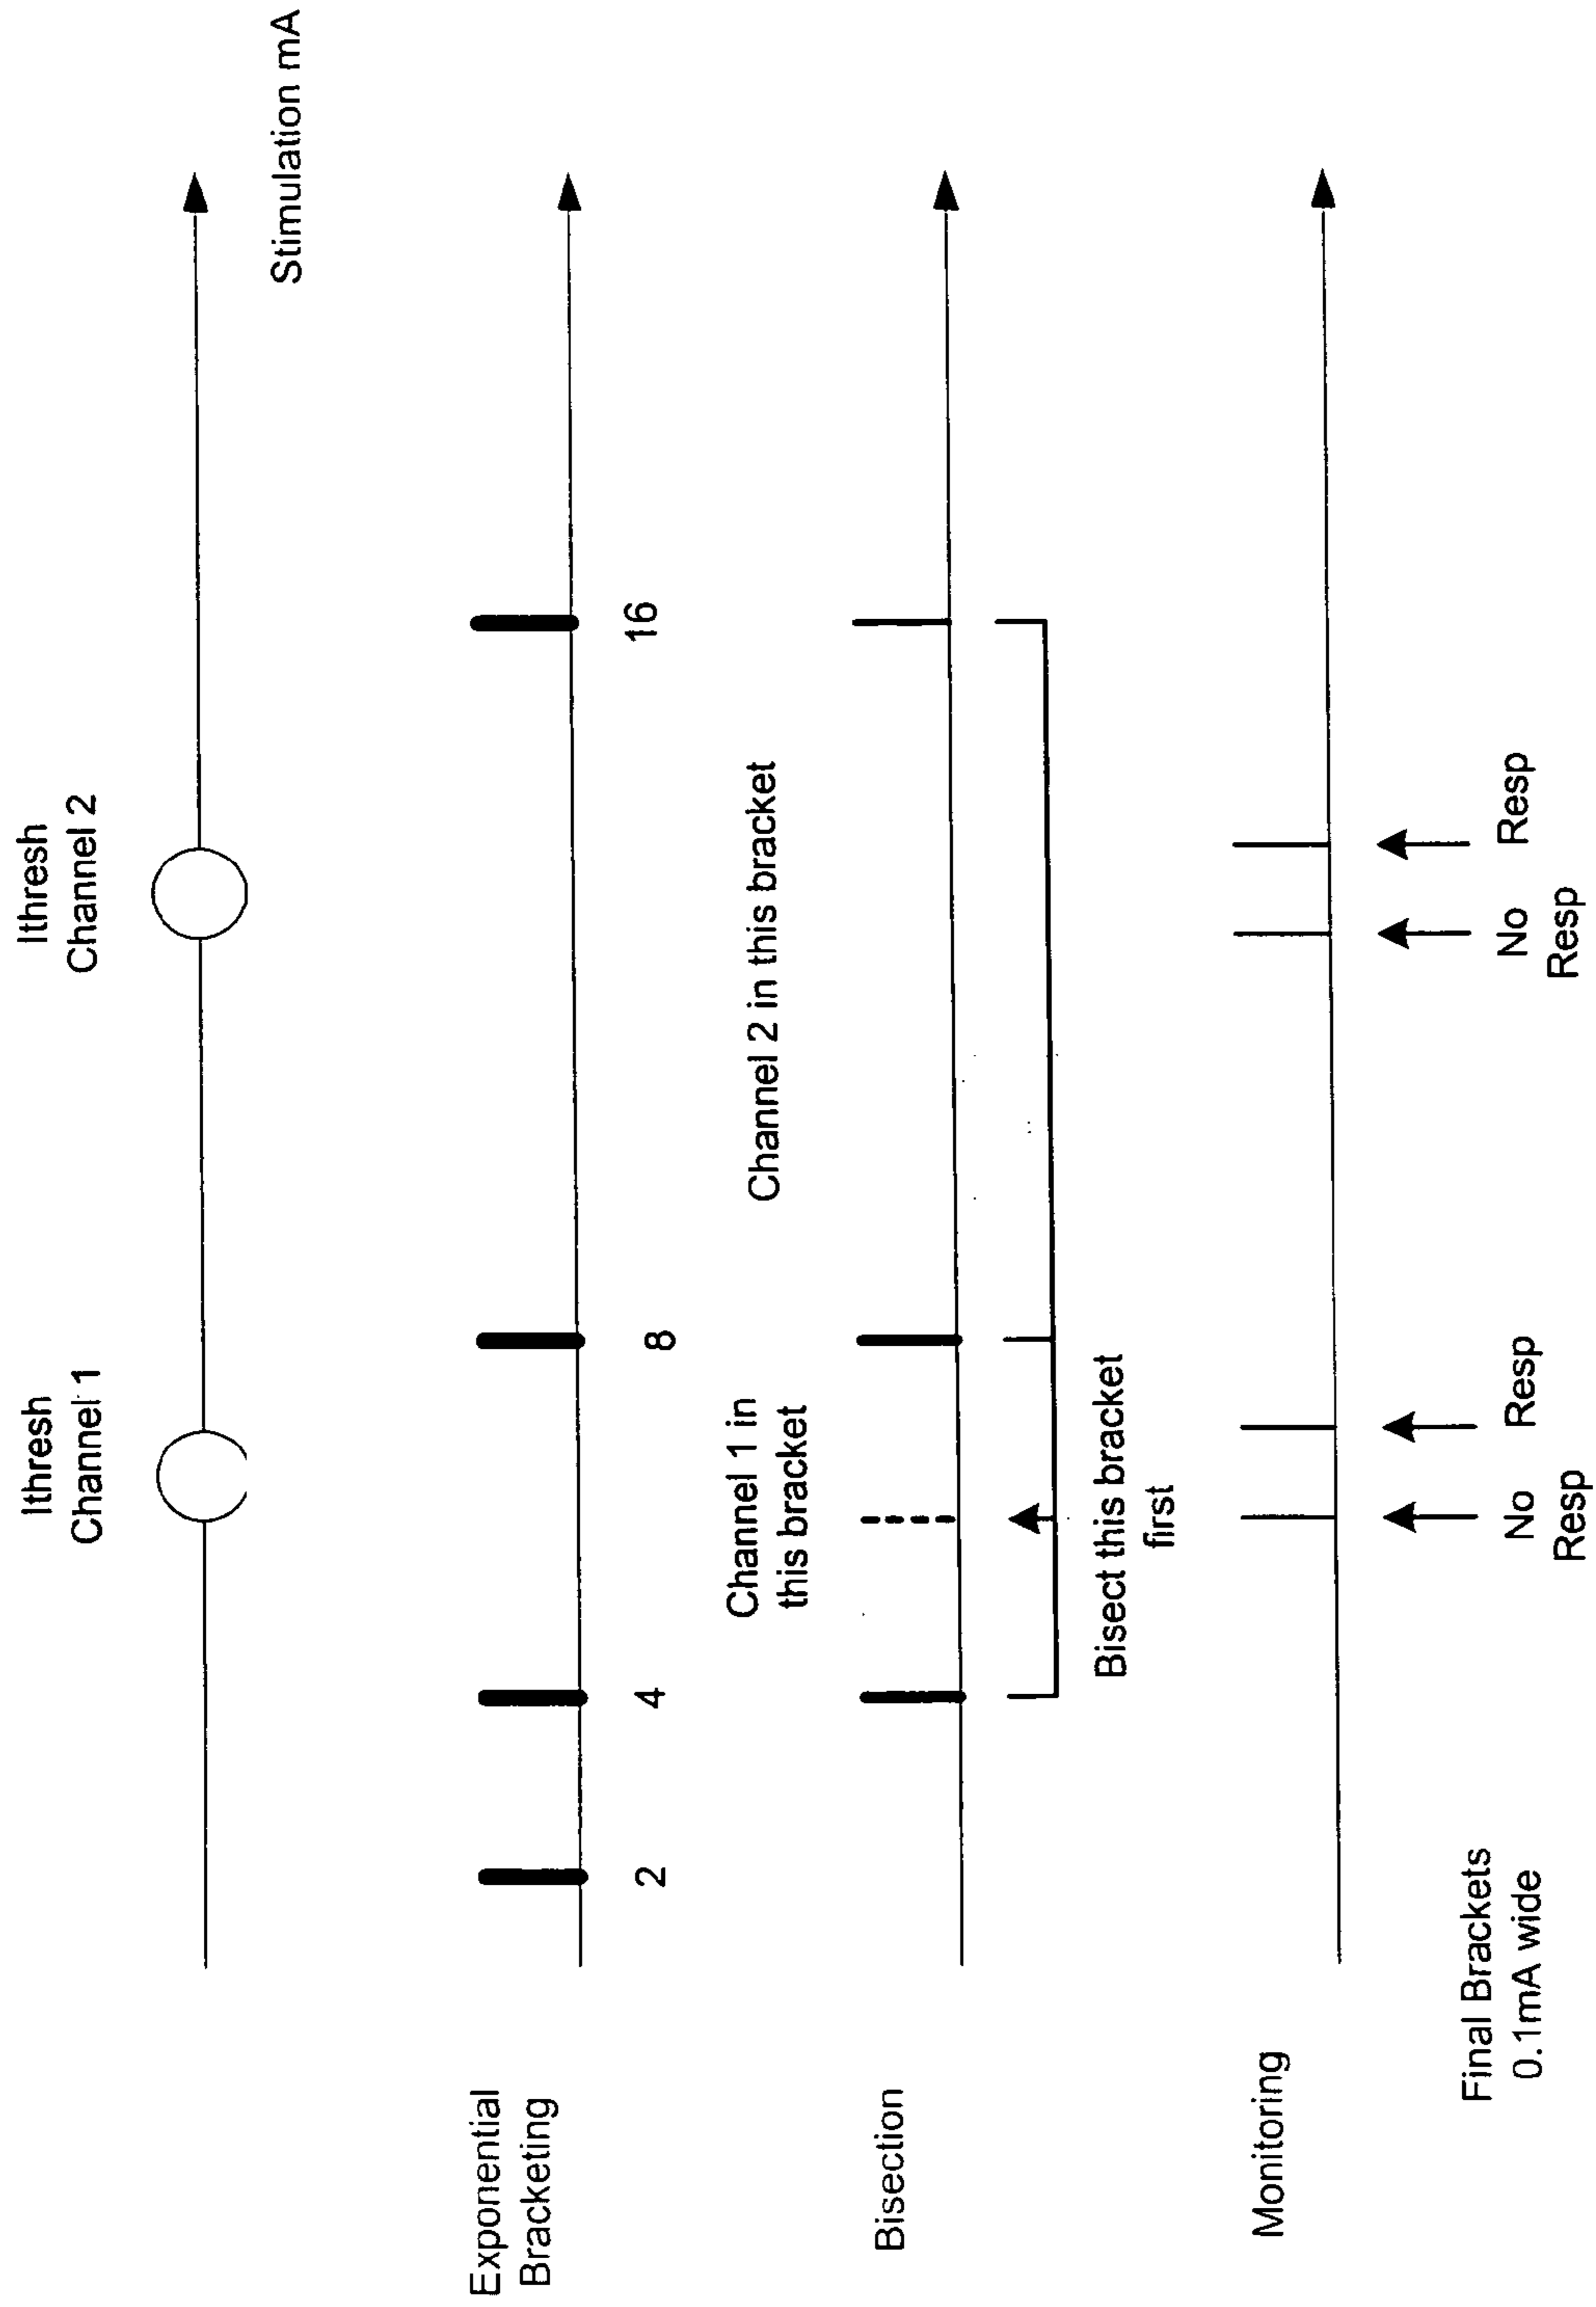 Ithresh
Channel 1
Ithresh
Channel 2
Stimulation mA
Exponential
Bracketing
2
4
8
16
Bisection
Channel 1 in
this bracket
Channel 2 in this bracket
Bisect this bracket
first
Monitoring
No
Resp
Resp
No
Resp
Resp
Final Brackets
0.1mA wide